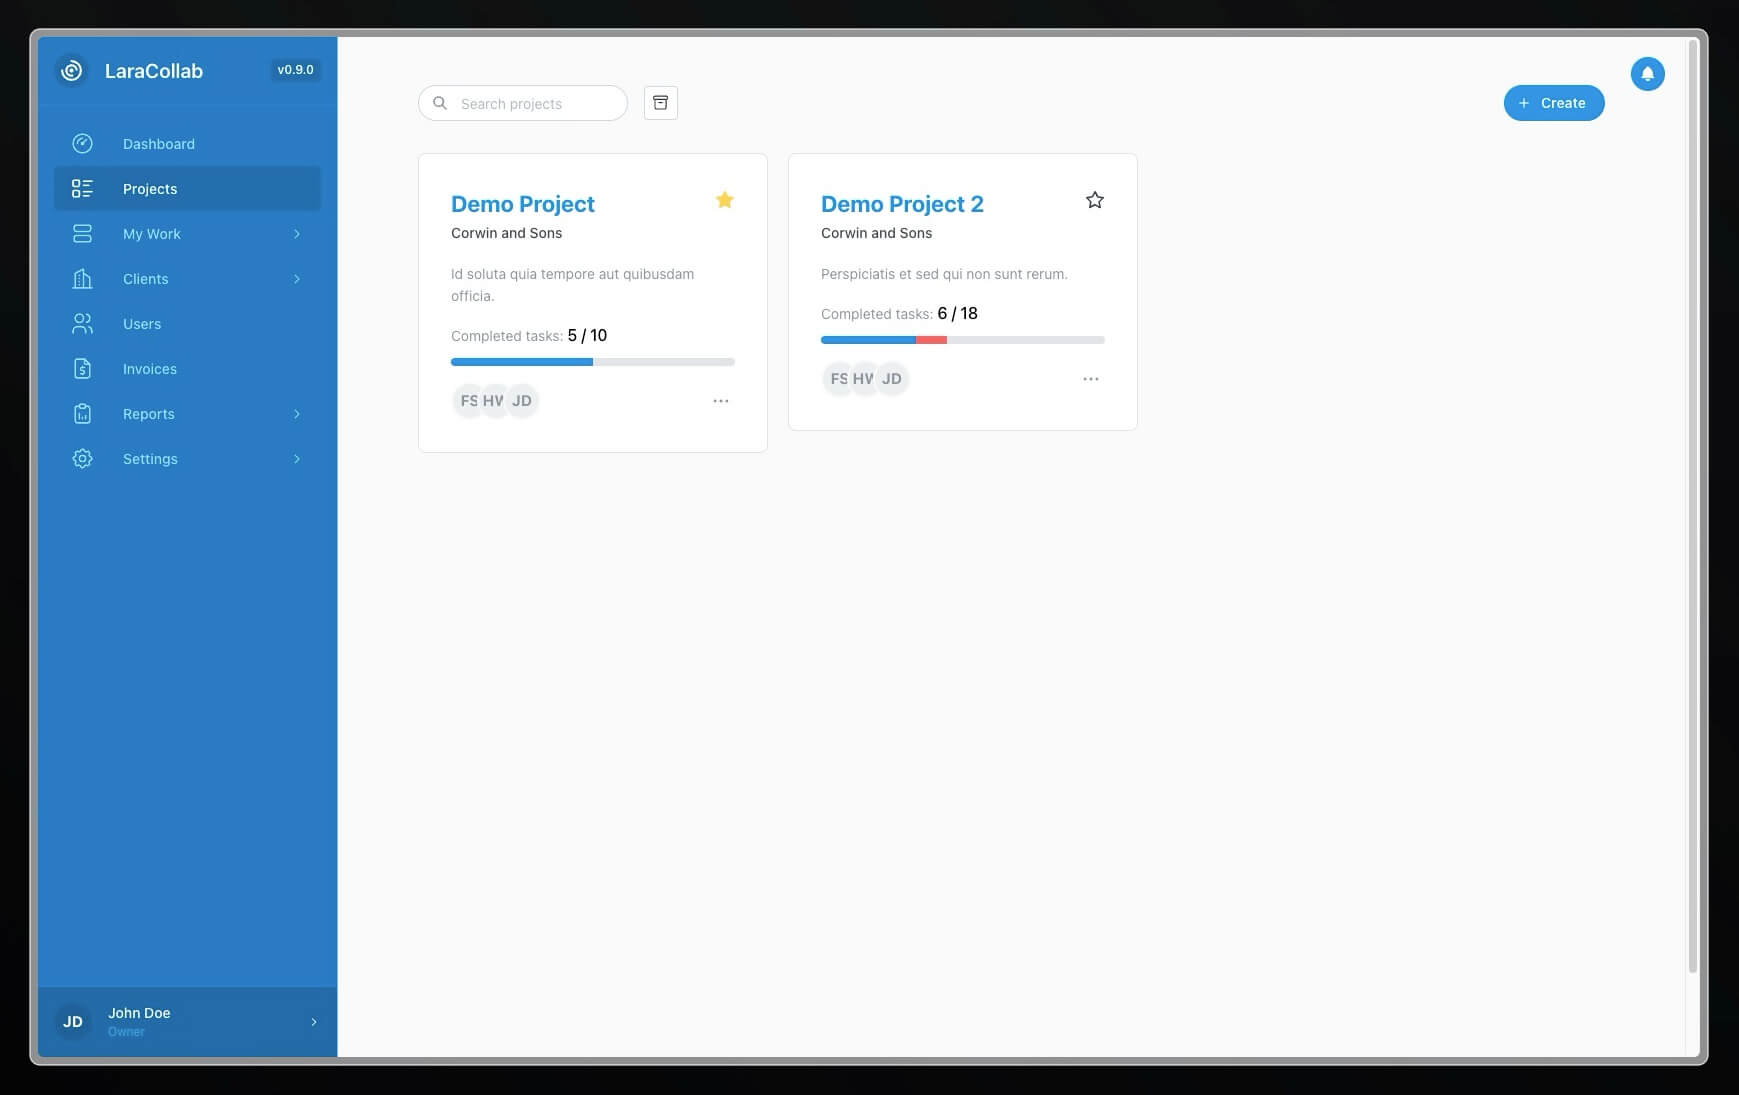 LaraCollab
v0.9.0
Dashboard
Projects
My Work
Clients
Users
Invoices
Reports
Settings
John Doe
Owner
JD
Search projects
+ Create
Demo Project
Corwin and Sons
Id soluta quia tempore aut quibusdam
officia.
Completed tasks: 5 / 10
FS HW JD
Demo Project 2
Corwin and Sons
Perspiciatis et sed qui non sunt rerum.
Completed tasks: 6 / 18
FS HW JD